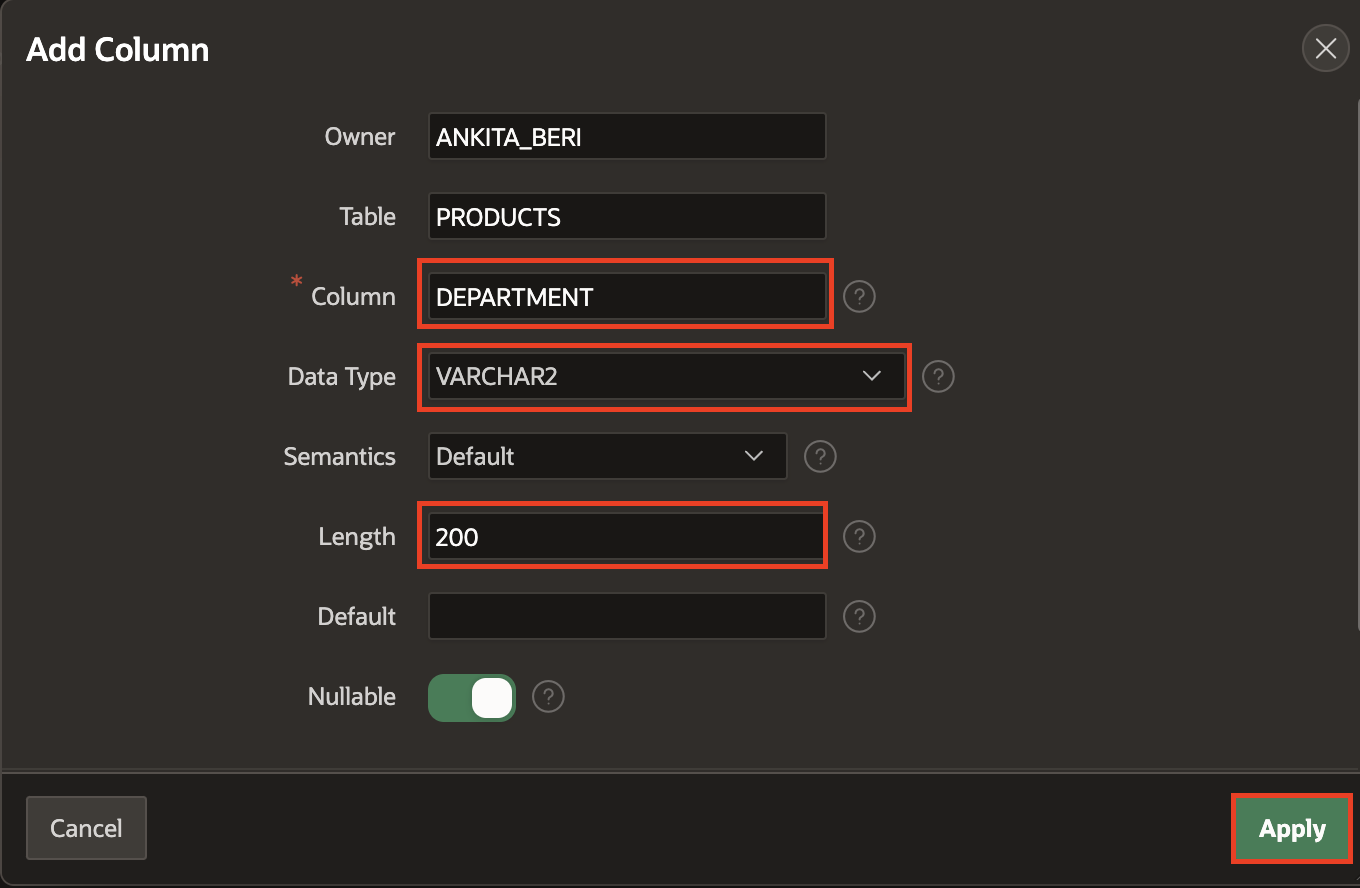 Add Column
Owner ANKITA_BERI
Table PRODUCTS
* Column DEPARTMENT ?
Data Type VARCHAR2 ?
Semantics Default ?
Length 200 ?
Default ?
Nullable ?
Cancel Apply